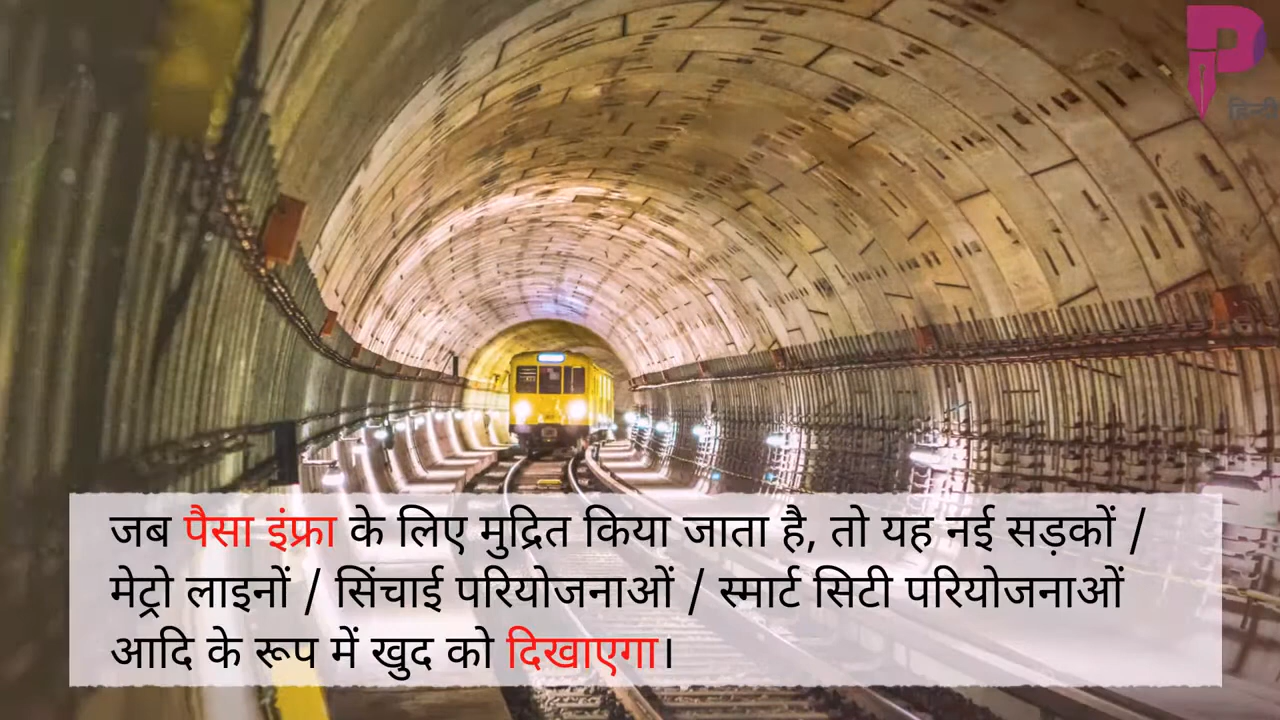 हिन्दी
जब पैसा इंफ्रा के लिए मुद्रित किया जाता है, तो यह नई सड़कों /
मेट्रो लाइनों / सिंचाई परियोजनाओं / स्मार्ट सिटी परियोजनाओं
आदि के रूप में खुद को दिखाएगा।